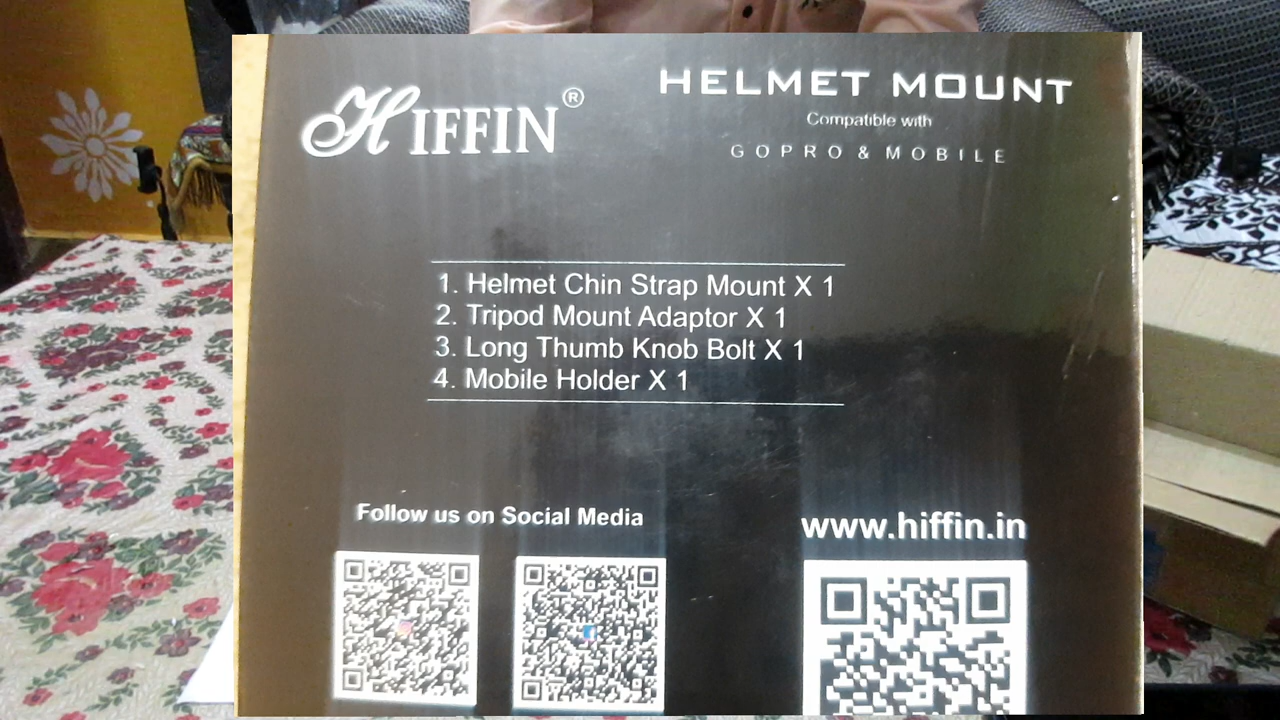 HIFFIN®
HELMET MOUNT
Compatible with
GOPRO & MOBILE
1. Helmet Chin Strap Mount X 1
2. Tripod Mount Adaptor X 1
3. Long Thumb Knob Bolt X 1
4. Mobile Holder X 1
Follow us on Social Media
www.hiffin.in